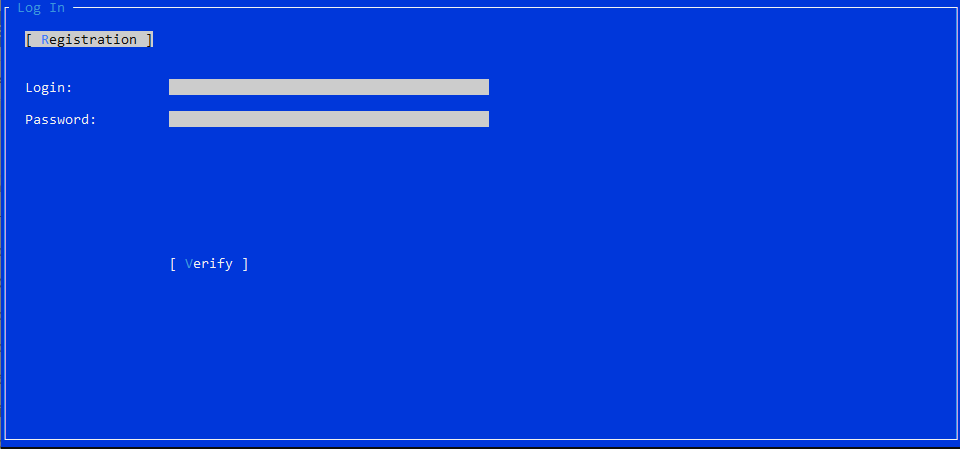 Log In
[ Registration ]
Login:
Password:
[ Verify ]